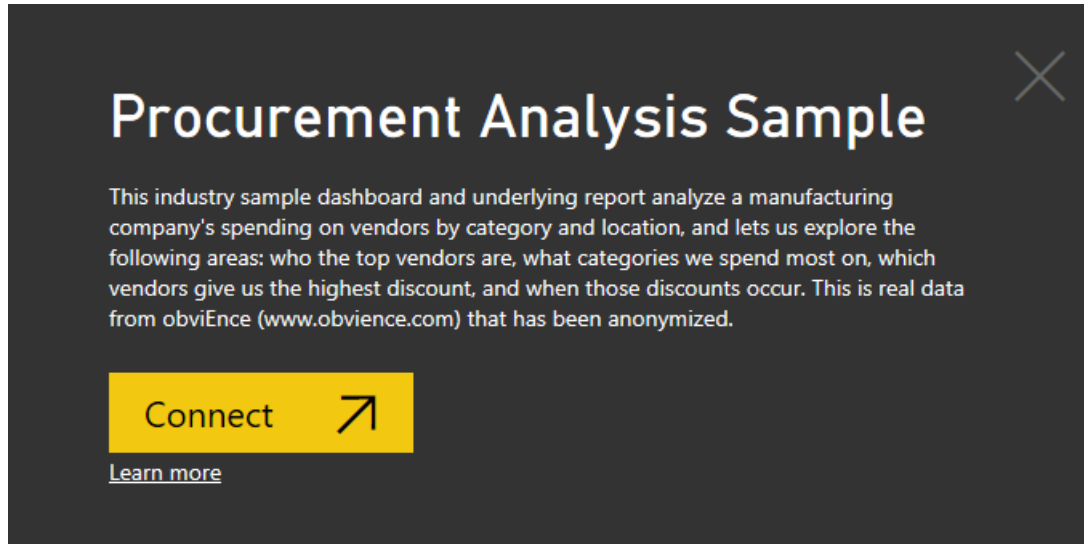 Procurement Analysis Sample
This industry sample dashboard and underlying report analyze a manufacturing
company's spending on vendors by category and location, and lets us explore the
following areas: who the top vendors are, what categories we spend most on, which
vendors give us the highest discount, and when those discounts occur. This is real data
from obviEnce (www.obvience.com) that has been anonymized.
Connect
Learn more